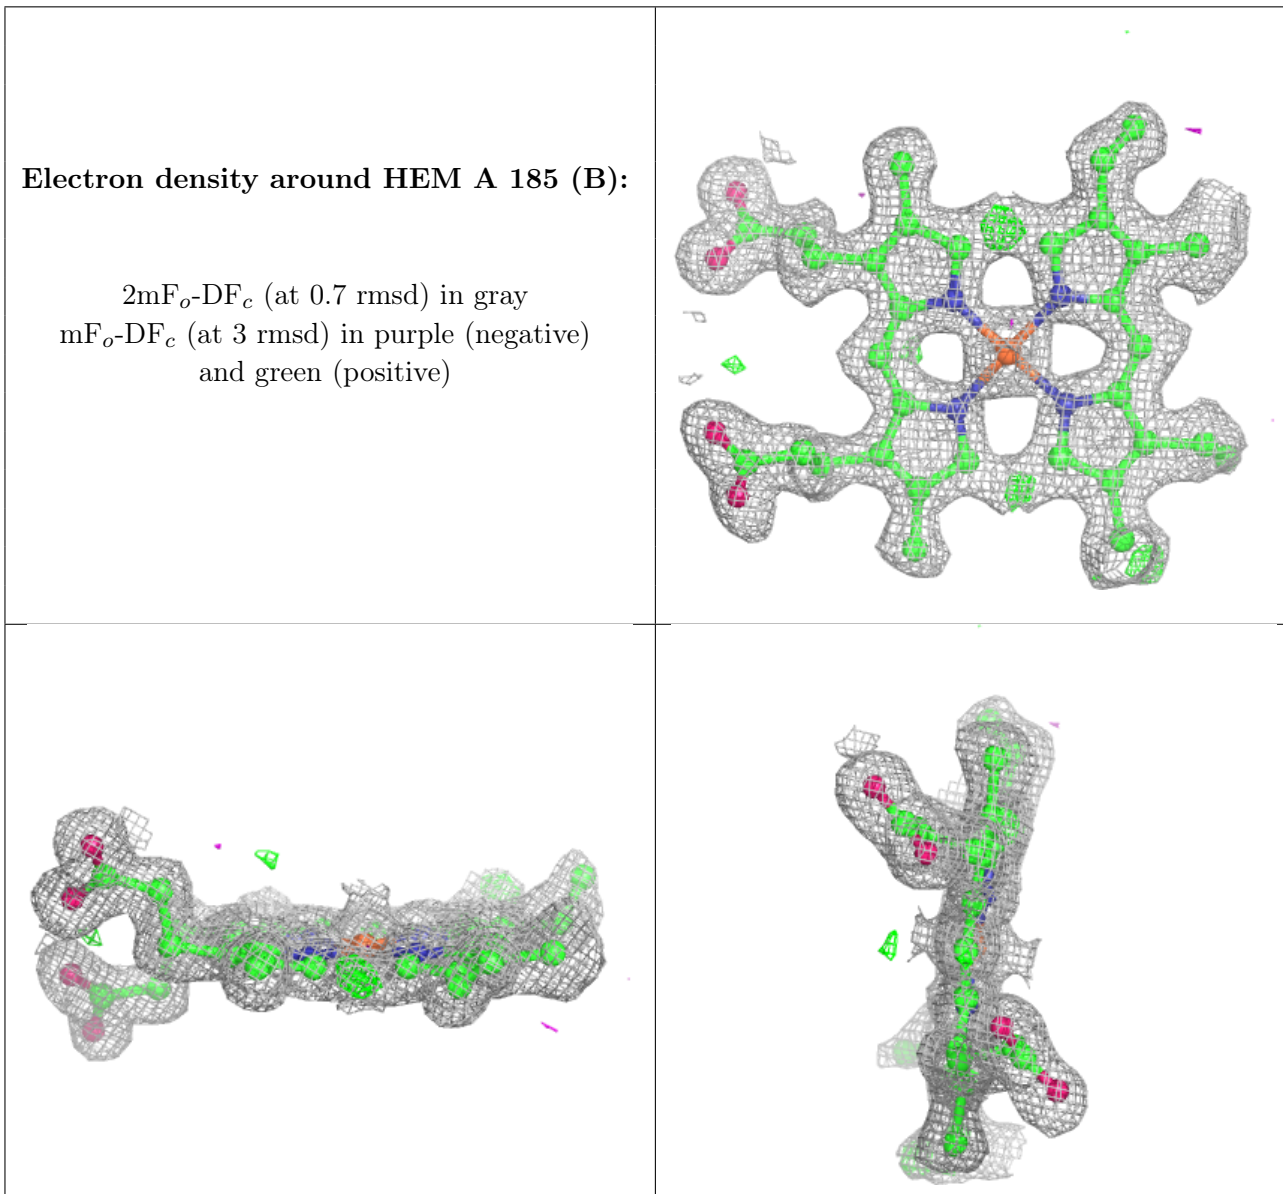 Electron density around HEM A 185 (B):
2mFₒ-DF𝑐 (at 0.7 rmsd) in gray
mFₒ-DF𝑐 (at 3 rmsd) in purple (negative)
and green (positive)